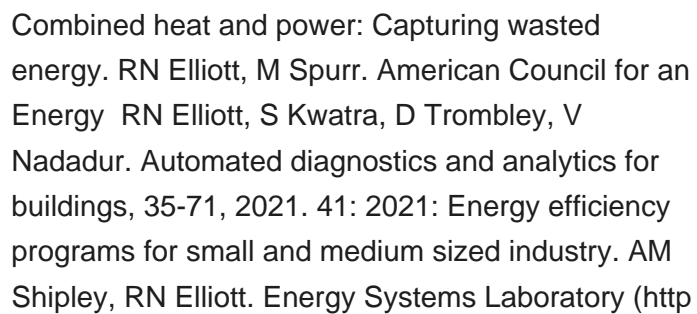 Combined heat and power: Capturing wasted
energy. RN Elliott, M Spurr. American Council for an
Energy  RN Elliott, S Kwatra, D Trombley, V
Nadadur. Automated diagnostics and analytics for
buildings, 35-71, 2021. 41: 2021: Energy efficiency
programs for small and medium sized industry. AM
Shipley, RN Elliott. Energy Systems Laboratory (http